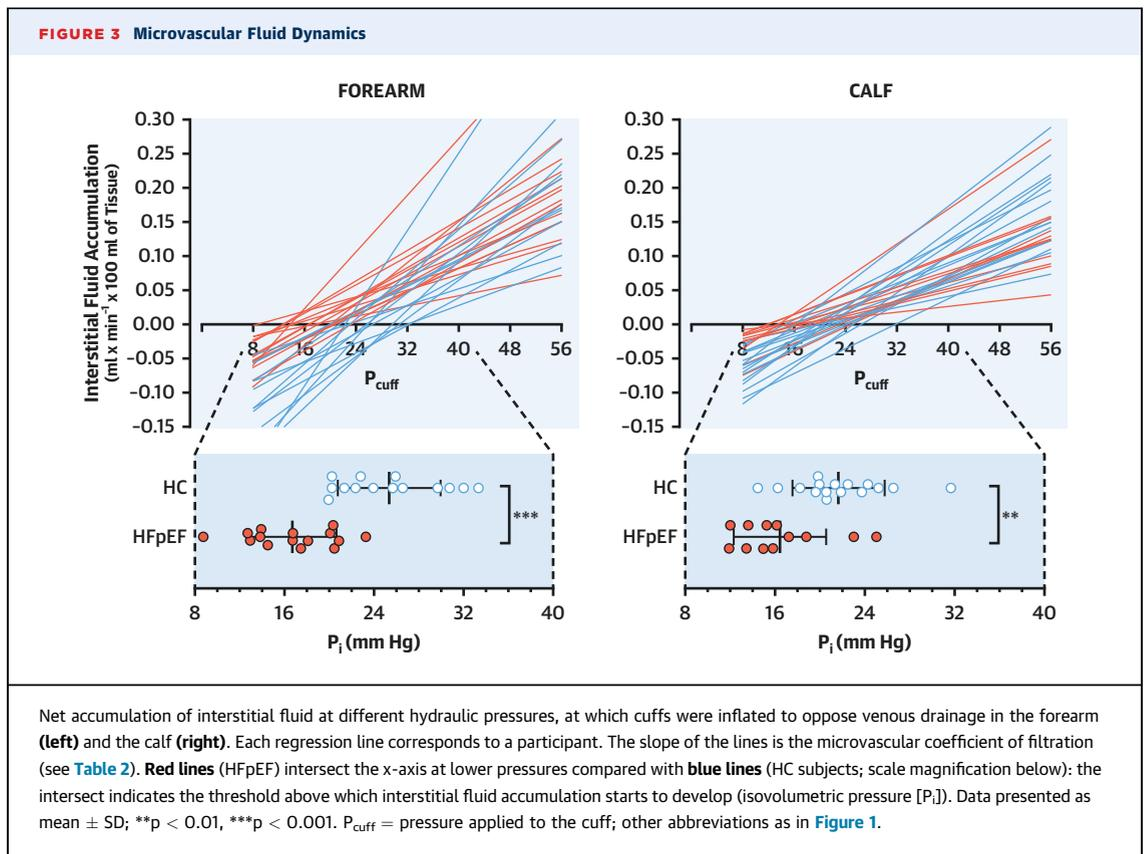 FIGURE 3 Microvascular Fluid Dynamics
FOREARM
CALF
Interstitial Fluid Accumulation
(ml x min⁻¹ x 100 ml of Tissue)
0.30
0.25
0.20
0.15
0.10
0.05
0.00
−0.05
−0.10
−0.15
8 16 24 32 40 48 56
Pcuff
0.30
0.25
0.20
0.15
0.10
0.05
0.00
−0.05
−0.10
−0.15
8 16 24 32 40 48 56
Pcuff
HC
HFpEF
***
8 16 24 32 40
Pi (mm Hg)
HC
HFpEF
**
8 16 24 32 40
Pi (mm Hg)
Net accumulation of interstitial fluid at different hydraulic pressures, at which cuffs were inflated to oppose venous drainage in the forearm
(left) and the calf (right). Each regression line corresponds to a participant. The slope of the lines is the microvascular coefficient of filtration
(see Table 2). Red lines (HFpEF) intersect the x-axis at lower pressures compared with blue lines (HC subjects; scale magnification below): the
intersect indicates the threshold above which interstitial fluid accumulation starts to develop (isovolumetric pressure [Pi]). Data presented as
mean ± SD; **p < 0.01, ***p < 0.001. Pcuff = pressure applied to the cuff; other abbreviations as in Figure 1.